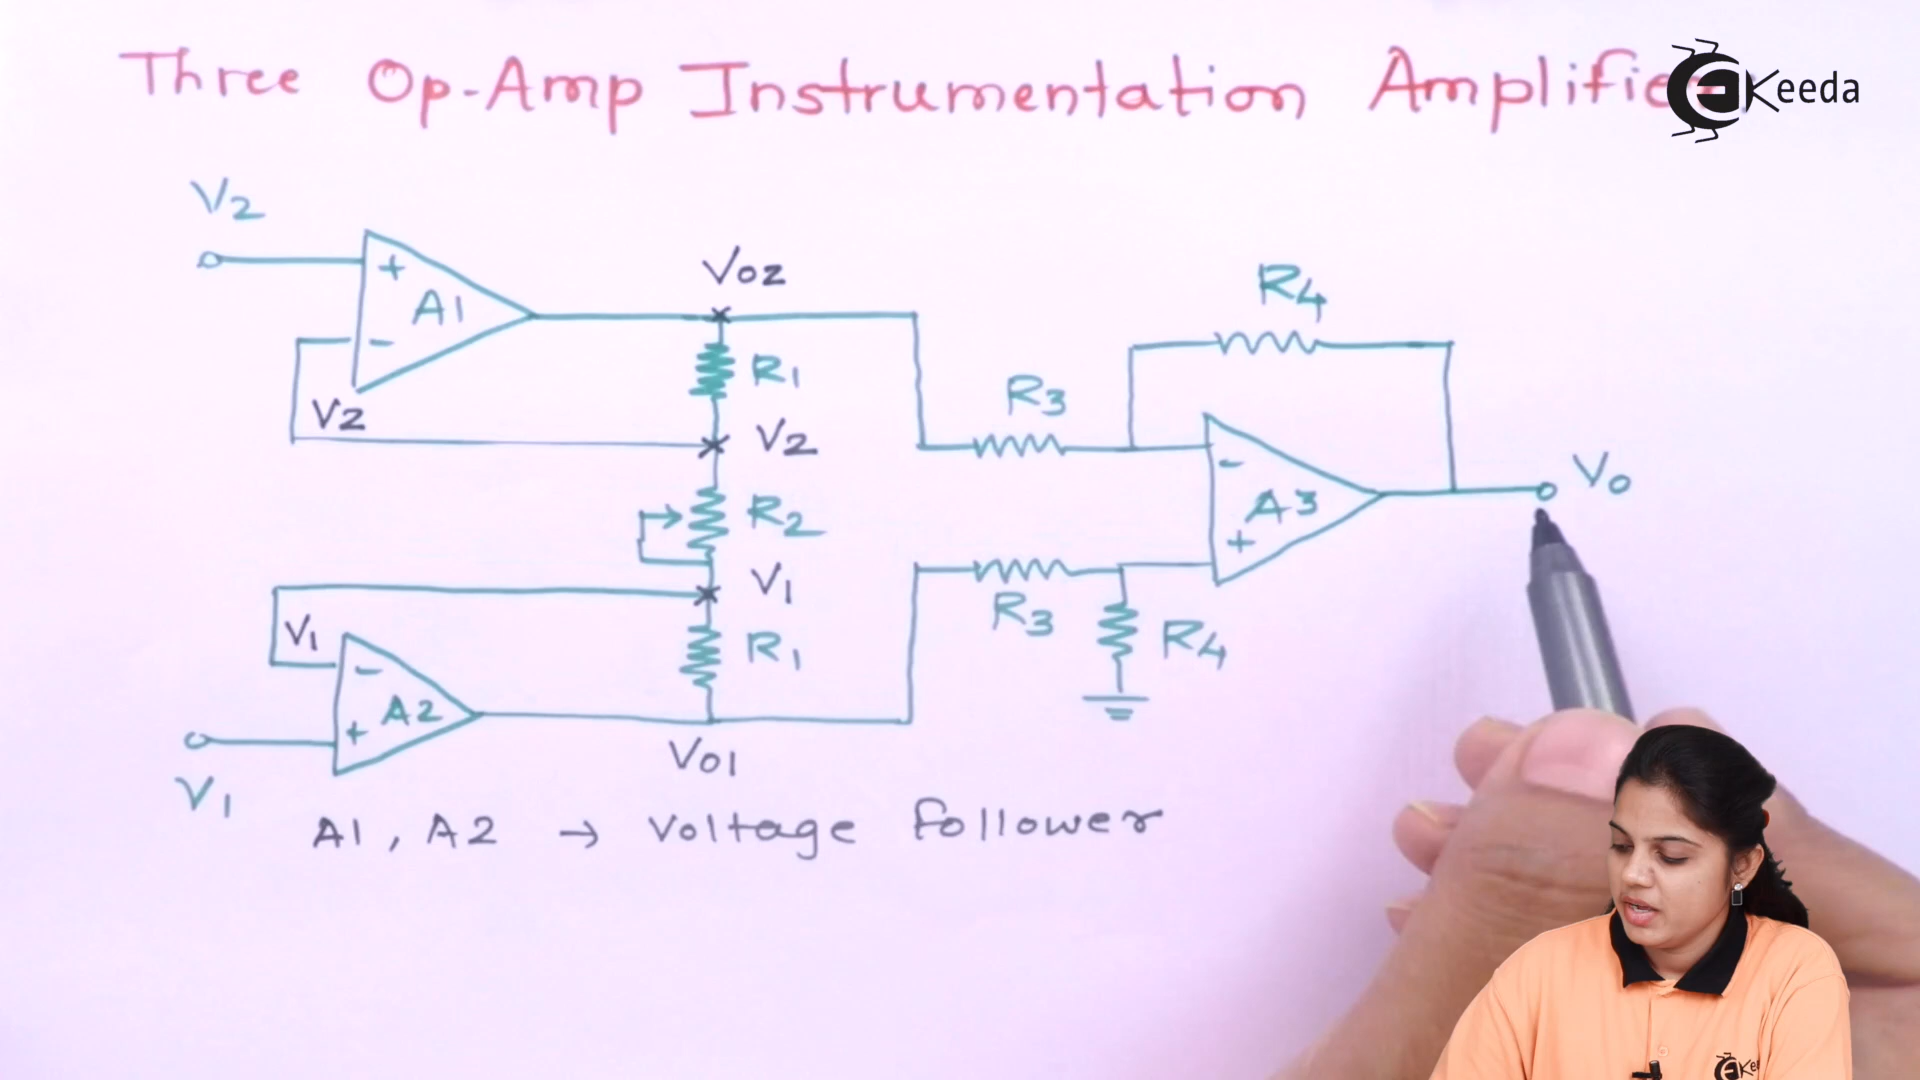 Three Op-Amp Instrumentation Amplifie
Keeda
V2
+
A1
-
V2
Vo2
R1
V2
R2
V1
R1
Vo1
V1
-
A2
+
V1
R3
R4
-
A3
+
Vo
R3
R4
A1, A2 → Voltage Follower